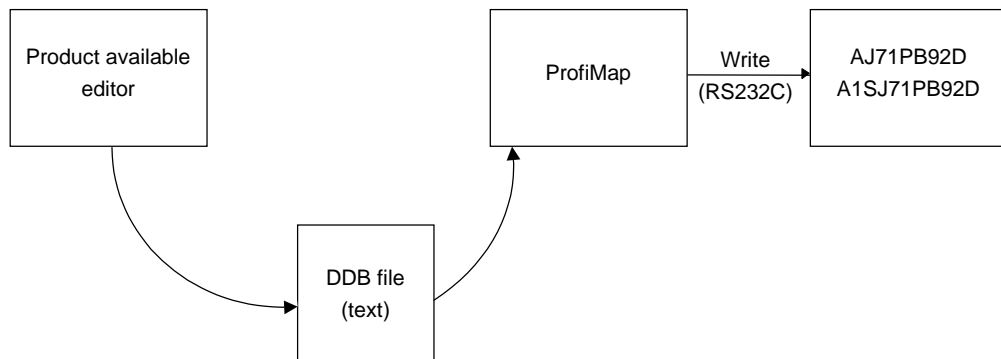 Product available
editor
ProfiMap
Write
(RS232C)
AJ71PB92D
A1SJ71PB92D
DDB file
(text)